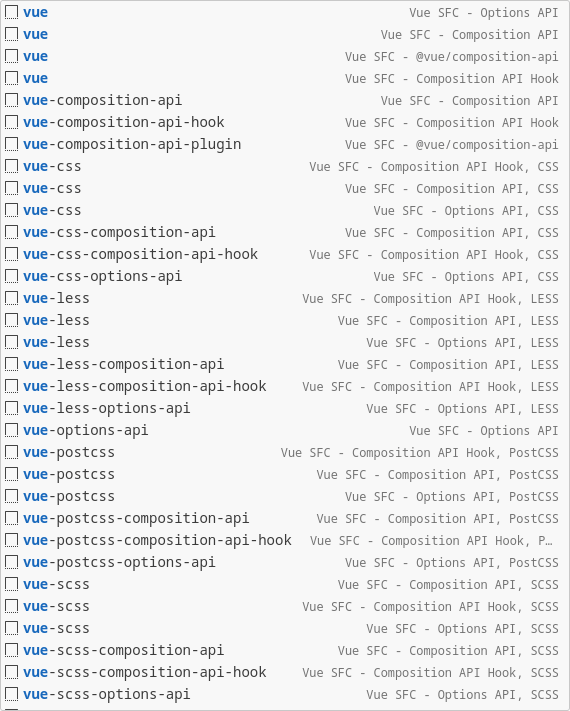 vue Vue SFC - Options API
vue Vue SFC - Composition API
vue Vue SFC - @vue/composition-api
vue Vue SFC - Composition API Hook
vue-composition-api Vue SFC - Composition API
vue-composition-api-hook Vue SFC - Composition API Hook
vue-composition-api-plugin Vue SFC - @vue/composition-api
vue-css Vue SFC - Composition API Hook, CSS
vue-css Vue SFC - Composition API, CSS
vue-css Vue SFC - Options API, CSS
vue-css-composition-api Vue SFC - Composition API, CSS
vue-css-composition-api-hook Vue SFC - Composition API Hook, CSS
vue-css-options-api Vue SFC - Options API, CSS
vue-less Vue SFC - Composition API Hook, LESS
vue-less Vue SFC - Composition API, LESS
vue-less Vue SFC - Options API, LESS
vue-less-composition-api Vue SFC - Composition API, LESS
vue-less-composition-api-hook Vue SFC - Composition API Hook, LESS
vue-less-options-api Vue SFC - Options API, LESS
vue-options-api Vue SFC - Options API
vue-postcss Vue SFC - Composition API Hook, PostCSS
vue-postcss Vue SFC - Composition API, PostCSS
vue-postcss Vue SFC - Options API, PostCSS
vue-postcss-composition-api Vue SFC - Composition API, PostCSS
vue-postcss-composition-api-hook Vue SFC - Composition API Hook, P…
vue-postcss-options-api Vue SFC - Options API, PostCSS
vue-scss Vue SFC - Composition API, SCSS
vue-scss Vue SFC - Composition API Hook, SCSS
vue-scss Vue SFC - Options API, SCSS
vue-scss-composition-api Vue SFC - Composition API, SCSS
vue-scss-composition-api-hook Vue SFC - Composition API Hook, SCSS
vue-scss-options-api Vue SFC - Options API, SCSS